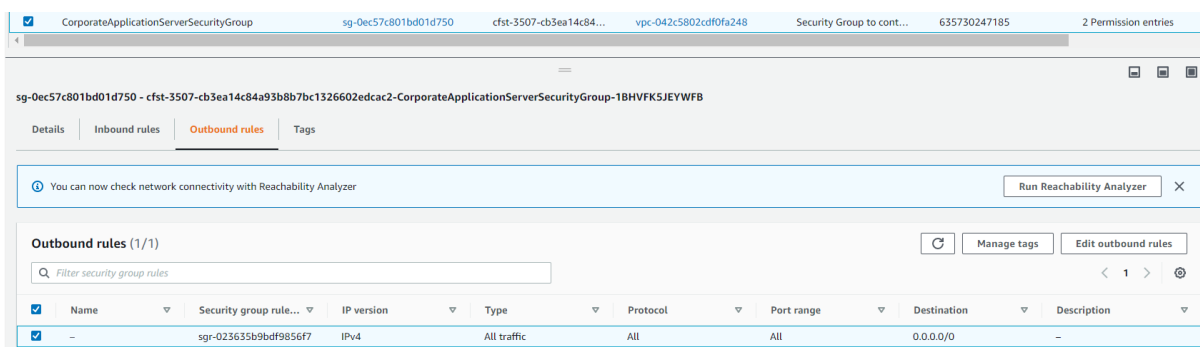 CorporateApplicationServerSecurityGroup sg-0ec57c801bd01d750 cfst-3507-cb3ea14c84... vpc-042c5802cdf0fa248 Security Group to cont... 635730247185 2 Permission entries
sg-0ec57c801bd01d750 - cfst-3507-cb3ea14c84a93b8b7bc1326602edcac2-CorporateApplicationServerSecurityGroup-1BHVFK5JEYWFB
Details Inbound rules Outbound rules Tags
You can now check network connectivity with Reachability Analyzer Run Reachability Analyzer
Outbound rules (1/1) Manage tags Edit outbound rules
Filter security group rules 1
Name Security group rule... IP version Type Protocol Port range Destination Description
– sgr-023635b9bdf9856f7 IPv4 All traffic All All 0.0.0.0/0 –